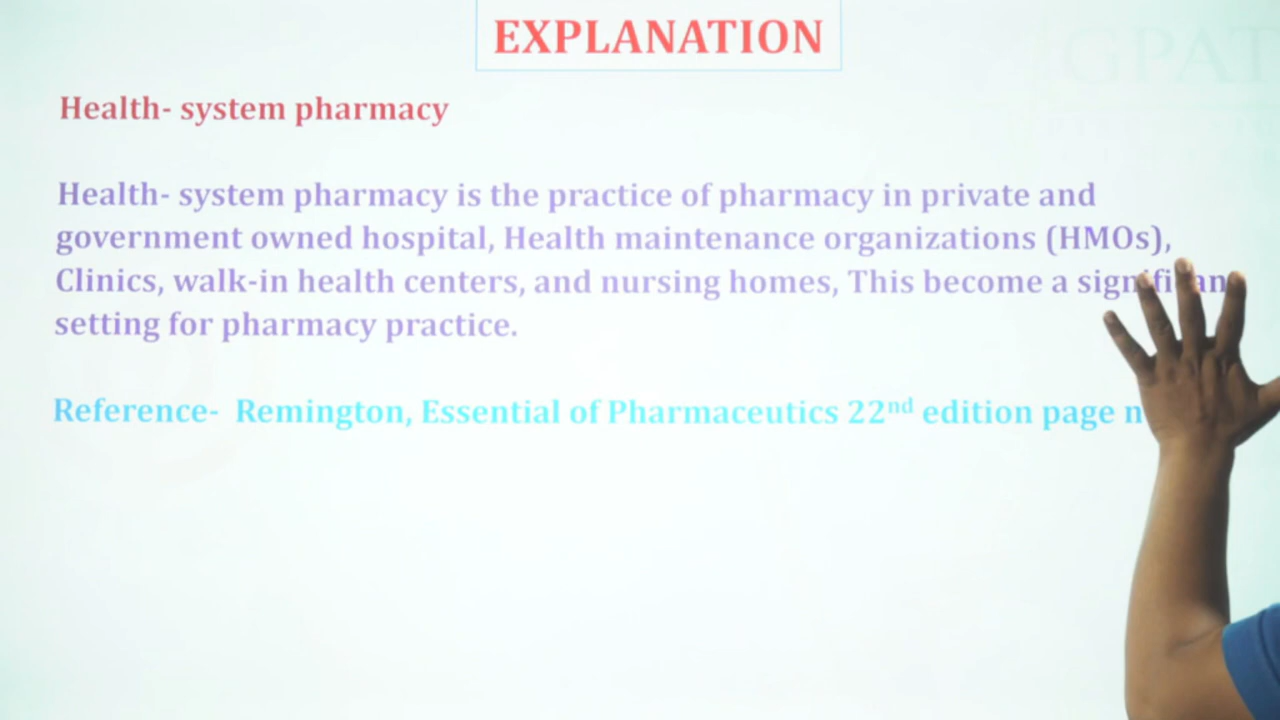 EXPLANATION
GPAT
Health- system pharmacy
Health- system pharmacy is the practice of pharmacy in private and
government owned hospital, Health maintenance organizations (HMOs),
Clinics, walk-in health centers, and nursing homes, This become a
setting for pharmacy practice.
Reference- Remington, Essential of Pharmaceutics 22nd edition page